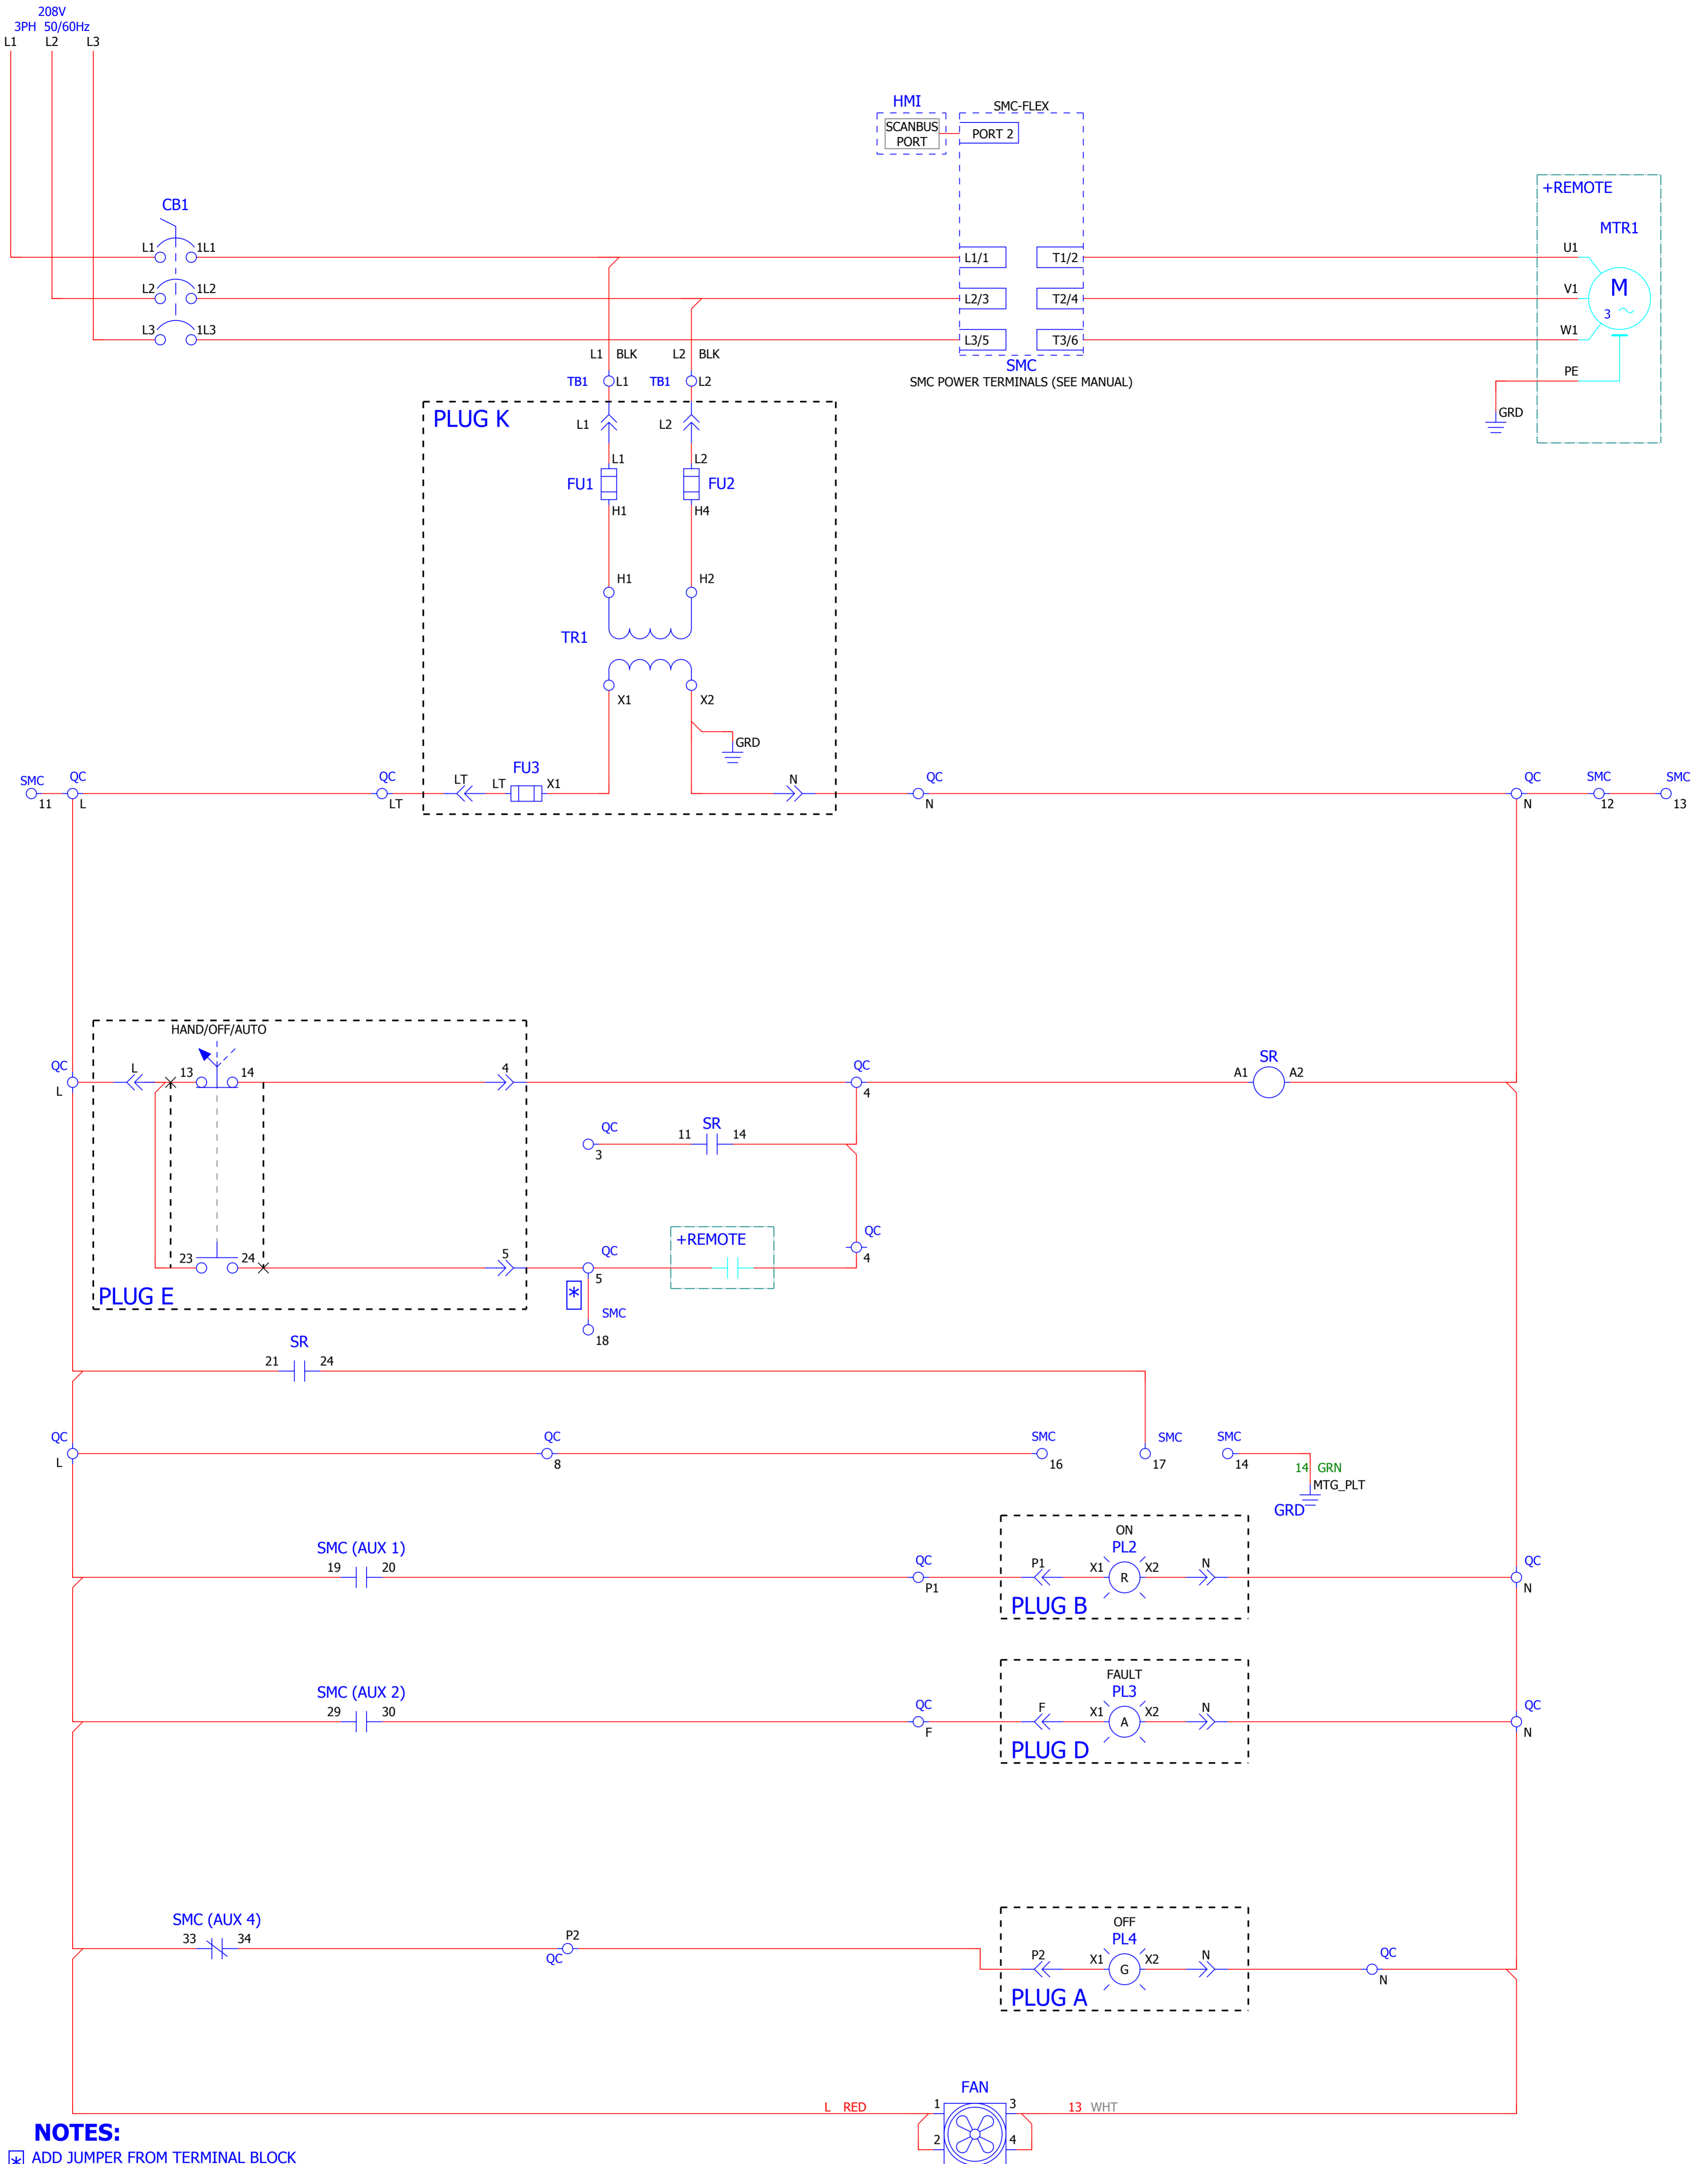 208V
3PH 50/60Hz
L1 L2 L3
HMI
SCANBUS
PORT
SMC-FLEX
PORT 2
+REMOTE
MTR1
CB1
L1 1L1
L1/1 T1/2
U1
L2 1L2
L2/3 T2/4
V1
M
3
L3 1L3
L3/5 T3/6
W1
SMC
SMC POWER TERMINALS (SEE MANUAL)
L1 BLK L2 BLK
PE
TB1 L1 TB1 L2
GRD
PLUG K
L1 L2
L1 L2
FU1 FU2
H1 H4
H1 H2
TR1
X1 X2
GRD
SMC QC QC LT LT FU3 X1 N QC QC SMC SMC
11 L LT N N 12 13
HAND/OFF/AUTO
QC L 13 14 4
L
4
SR
A1 A2
QC
3
11 SR 14
23 24 5
QC
5
+REMOTE
QC
4
PLUG E
*
SMC
18
SR
21 24
QC QC SMC SMC SMC
L 8 16 17 14
14 GRN
MTG_PLT
GRD
SMC (AUX 1)
19 20
QC
P1
ON
PL2
P1 X1 R X2 N
PLUG B
QC
N
SMC (AUX 2)
29 30
QC
F
FAULT
PL3
F X1 A X2 N
PLUG D
QC
N
SMC (AUX 4)
33 34
P2
QC
OFF
PL4
P2 X1 G X2 N
PLUG A
QC
N
FAN
L RED 1 3 13 WHT
2 4
NOTES:
* ADD JUMPER FROM TERMINAL BLOCK